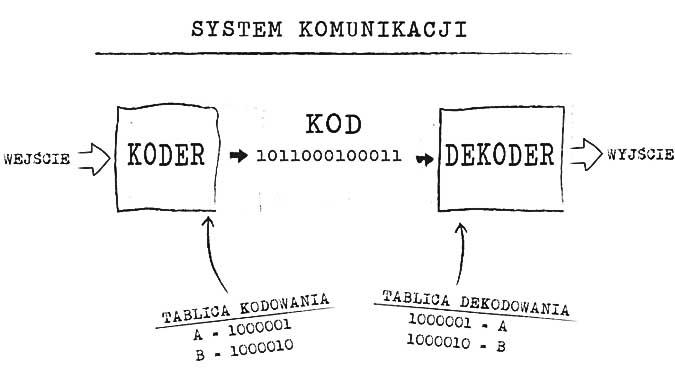 SYSTEM KOMUNIKACJI
WEJŚCIE
KODER
KOD
1011000100011
DEKODER
WYJŚCIE
TABLICA KODOWANIA
A - 1000001
B - 1000010
TABLICA DEKODOWANIA
1000001 - A
1000010 - B